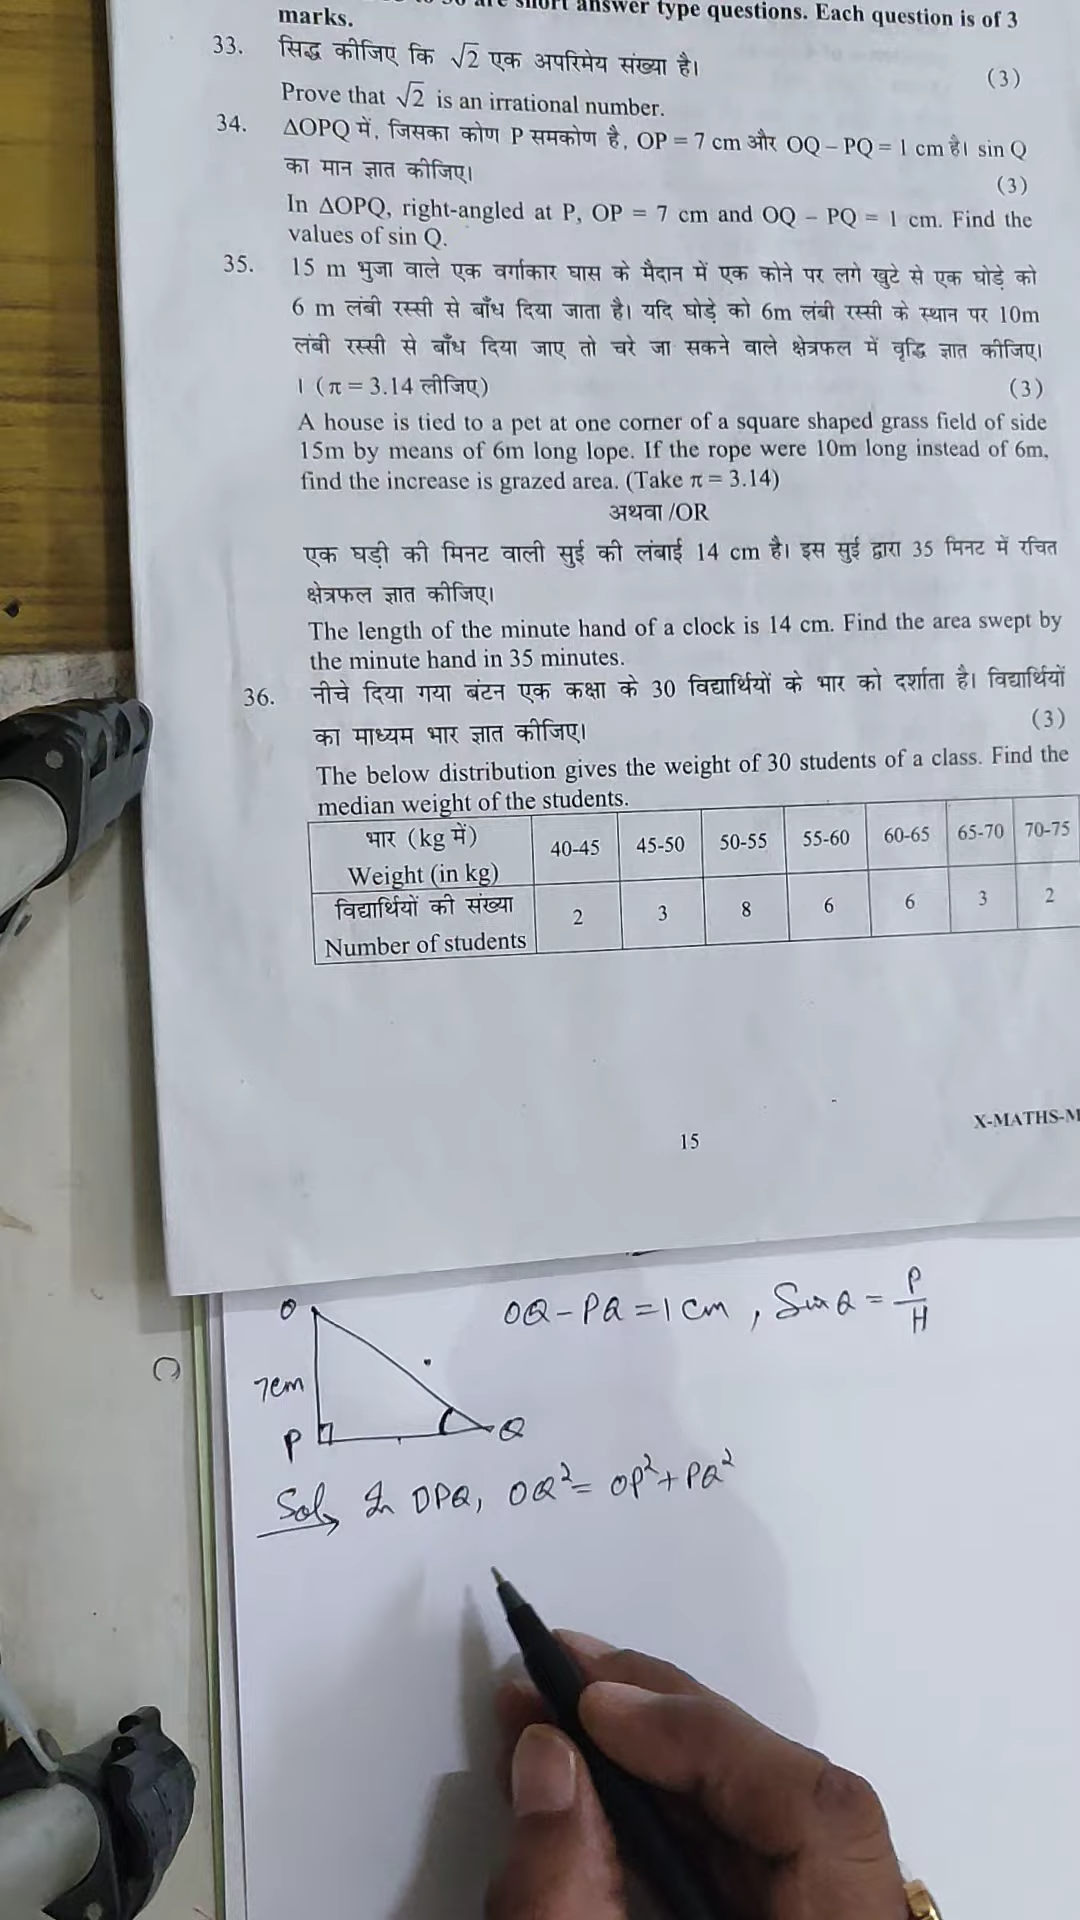 short answer type questions. Each question is of 3
marks.
33. सिद्ध कीजिए कि √2 एक अपरिमेय संख्या है।
(3)
Prove that √2 is an irrational number.
34. ΔOPQ में, जिसका कोण P समकोण है, OP = 7 cm और OQ – PQ = 1 cm है। sin Q
का मान ज्ञात कीजिए।
(3)
In ΔOPQ, right-angled at P, OP = 7 cm and OQ – PQ = 1 cm. Find the
values of sin Q.
35. 15 m भुजा वाले एक वर्गाकार घास के मैदान में एक कोने पर लगे खुटे से एक घोड़े को
6 m लंबी रस्सी से बाँध दिया जाता है। यदि घोड़े को 6m लंबी रस्सी के स्थान पर 10m
लंबी रस्सी से बाँध दिया जाए तो चरे जा सकने वाले क्षेत्रफल में वृद्धि ज्ञात कीजिए।
। (π = 3.14 लीजिए) (3)
A house is tied to a pet at one corner of a square shaped grass field of side
15m by means of 6m long lope. If the rope were 10m long instead of 6m,
find the increase is grazed area. (Take π = 3.14)
अथवा /OR
एक घड़ी की मिनट वाली सुई की लंबाई 14 cm है। इस सुई द्वारा 35 मिनट में रचित
क्षेत्रफल ज्ञात कीजिए।
The length of the minute hand of a clock is 14 cm. Find the area swept by
the minute hand in 35 minutes.
36. नीचे दिया गया बंटन एक कक्षा के 30 विद्यार्थियों के भार को दर्शाता है। विद्यार्थियों
का माध्यम भार ज्ञात कीजिए। (3)
The below distribution gives the weight of 30 students of a class. Find the
median weight of the students.
भार (kg में)
Weight (in kg) 40-45 45-50 50-55 55-60 60-65 65-70 70-75
विद्यार्थियों की संख्या
Number of students 2 3 8 6 6 3 2
X-MATHS-M
15
O OQ – PQ = 1 cm , Sin Q = P/H
7cm
P Q
Sol, In OPQ, OQ² = OP² + PQ²